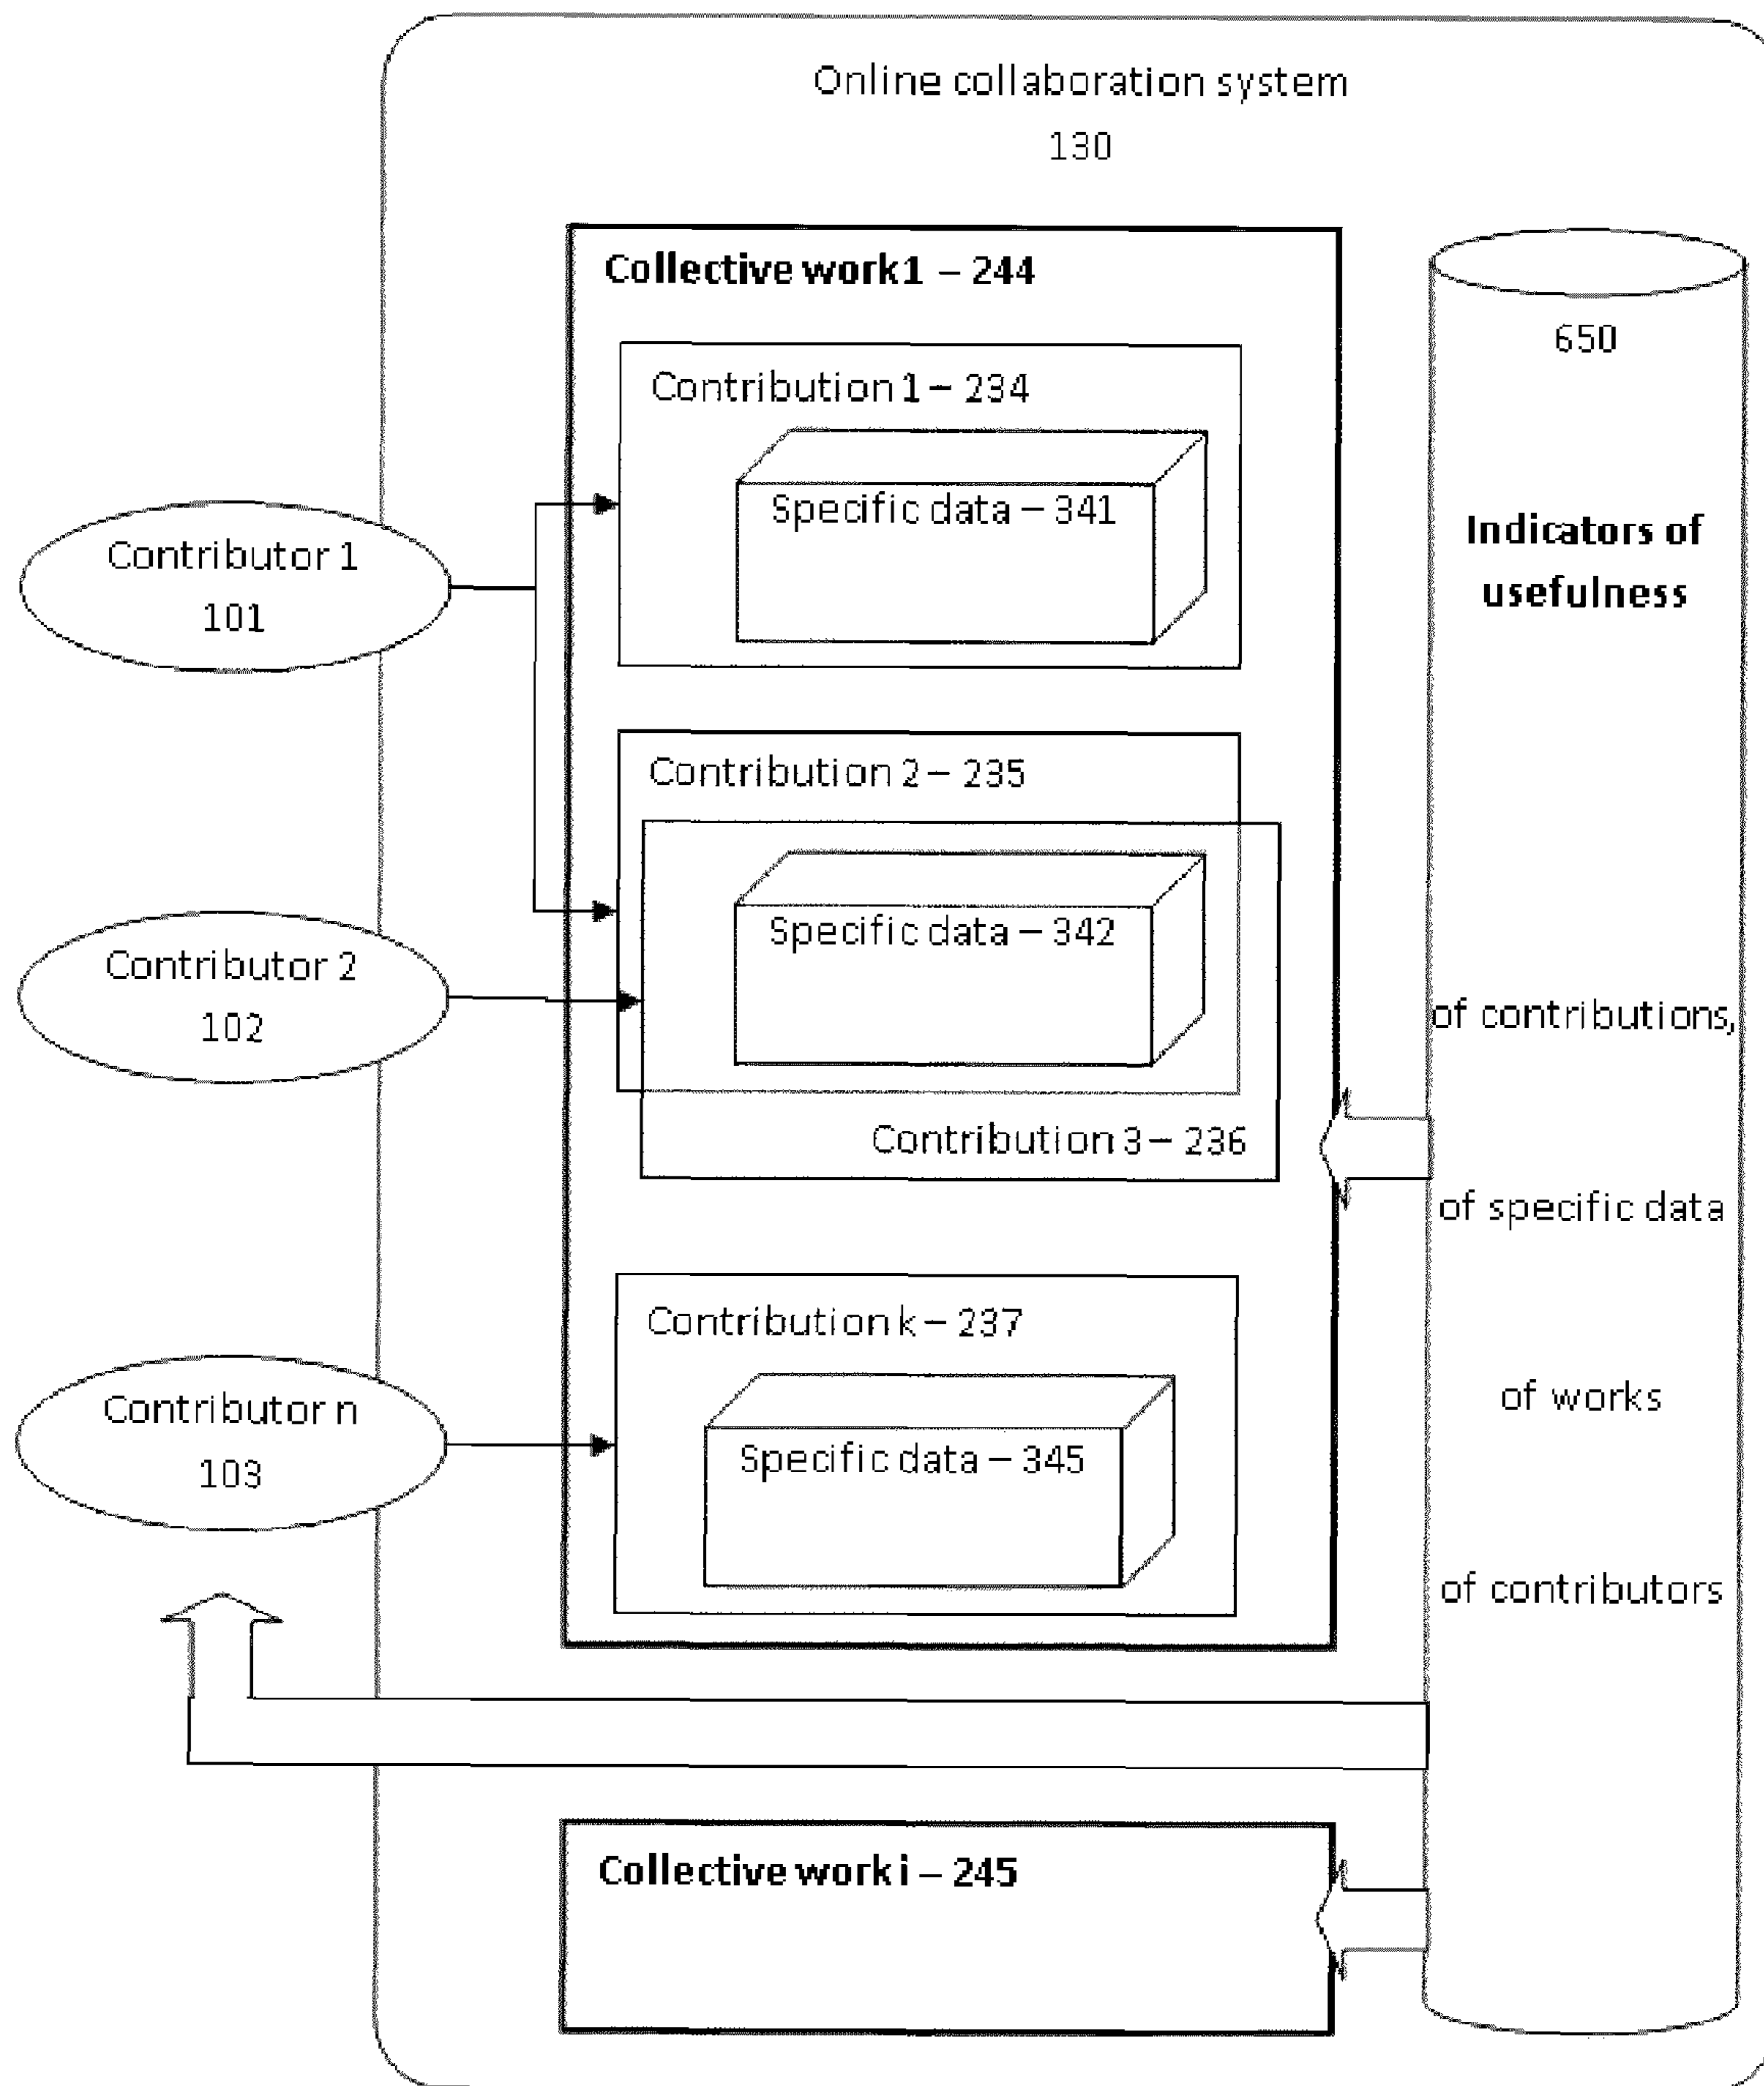 Online collaboration system
130
Collective work1 – 244
650
Contribution 1 – 234
Specific data – 341
Indicators of
usefulness
Contributor 1
101
Contribution 2 – 235
Specific data – 342
Contributor 2
102
of contributions,
Contribution 3 – 236
of specific data
Contribution k – 237
of works
Contributor n
103
Specific data – 345
of contributors
Collective work i – 245